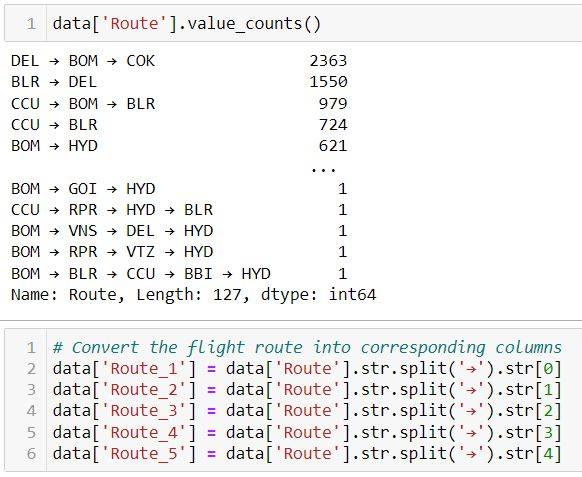 1 data['Route'].value_counts()
DEL → BOM → COK 2363
BLR → DEL 1550
CCU → BOM → BLR 979
CCU → BLR 724
BOM → HYD 621
...
BOM → GOI → HYD 1
CCU → RPR → HYD → BLR 1
BOM → VNS → DEL → HYD 1
BOM → RPR → VTZ → HYD 1
BOM → BLR → CCU → BBI → HYD 1
Name: Route, Length: 127, dtype: int64
1 # Convert the flight route into corresponding columns
2 data['Route_1'] = data['Route'].str.split('→').str[0]
3 data['Route_2'] = data['Route'].str.split('→').str[1]
4 data['Route_3'] = data['Route'].str.split('→').str[2]
5 data['Route_4'] = data['Route'].str.split('→').str[3]
6 data['Route_5'] = data['Route'].str.split('→').str[4]